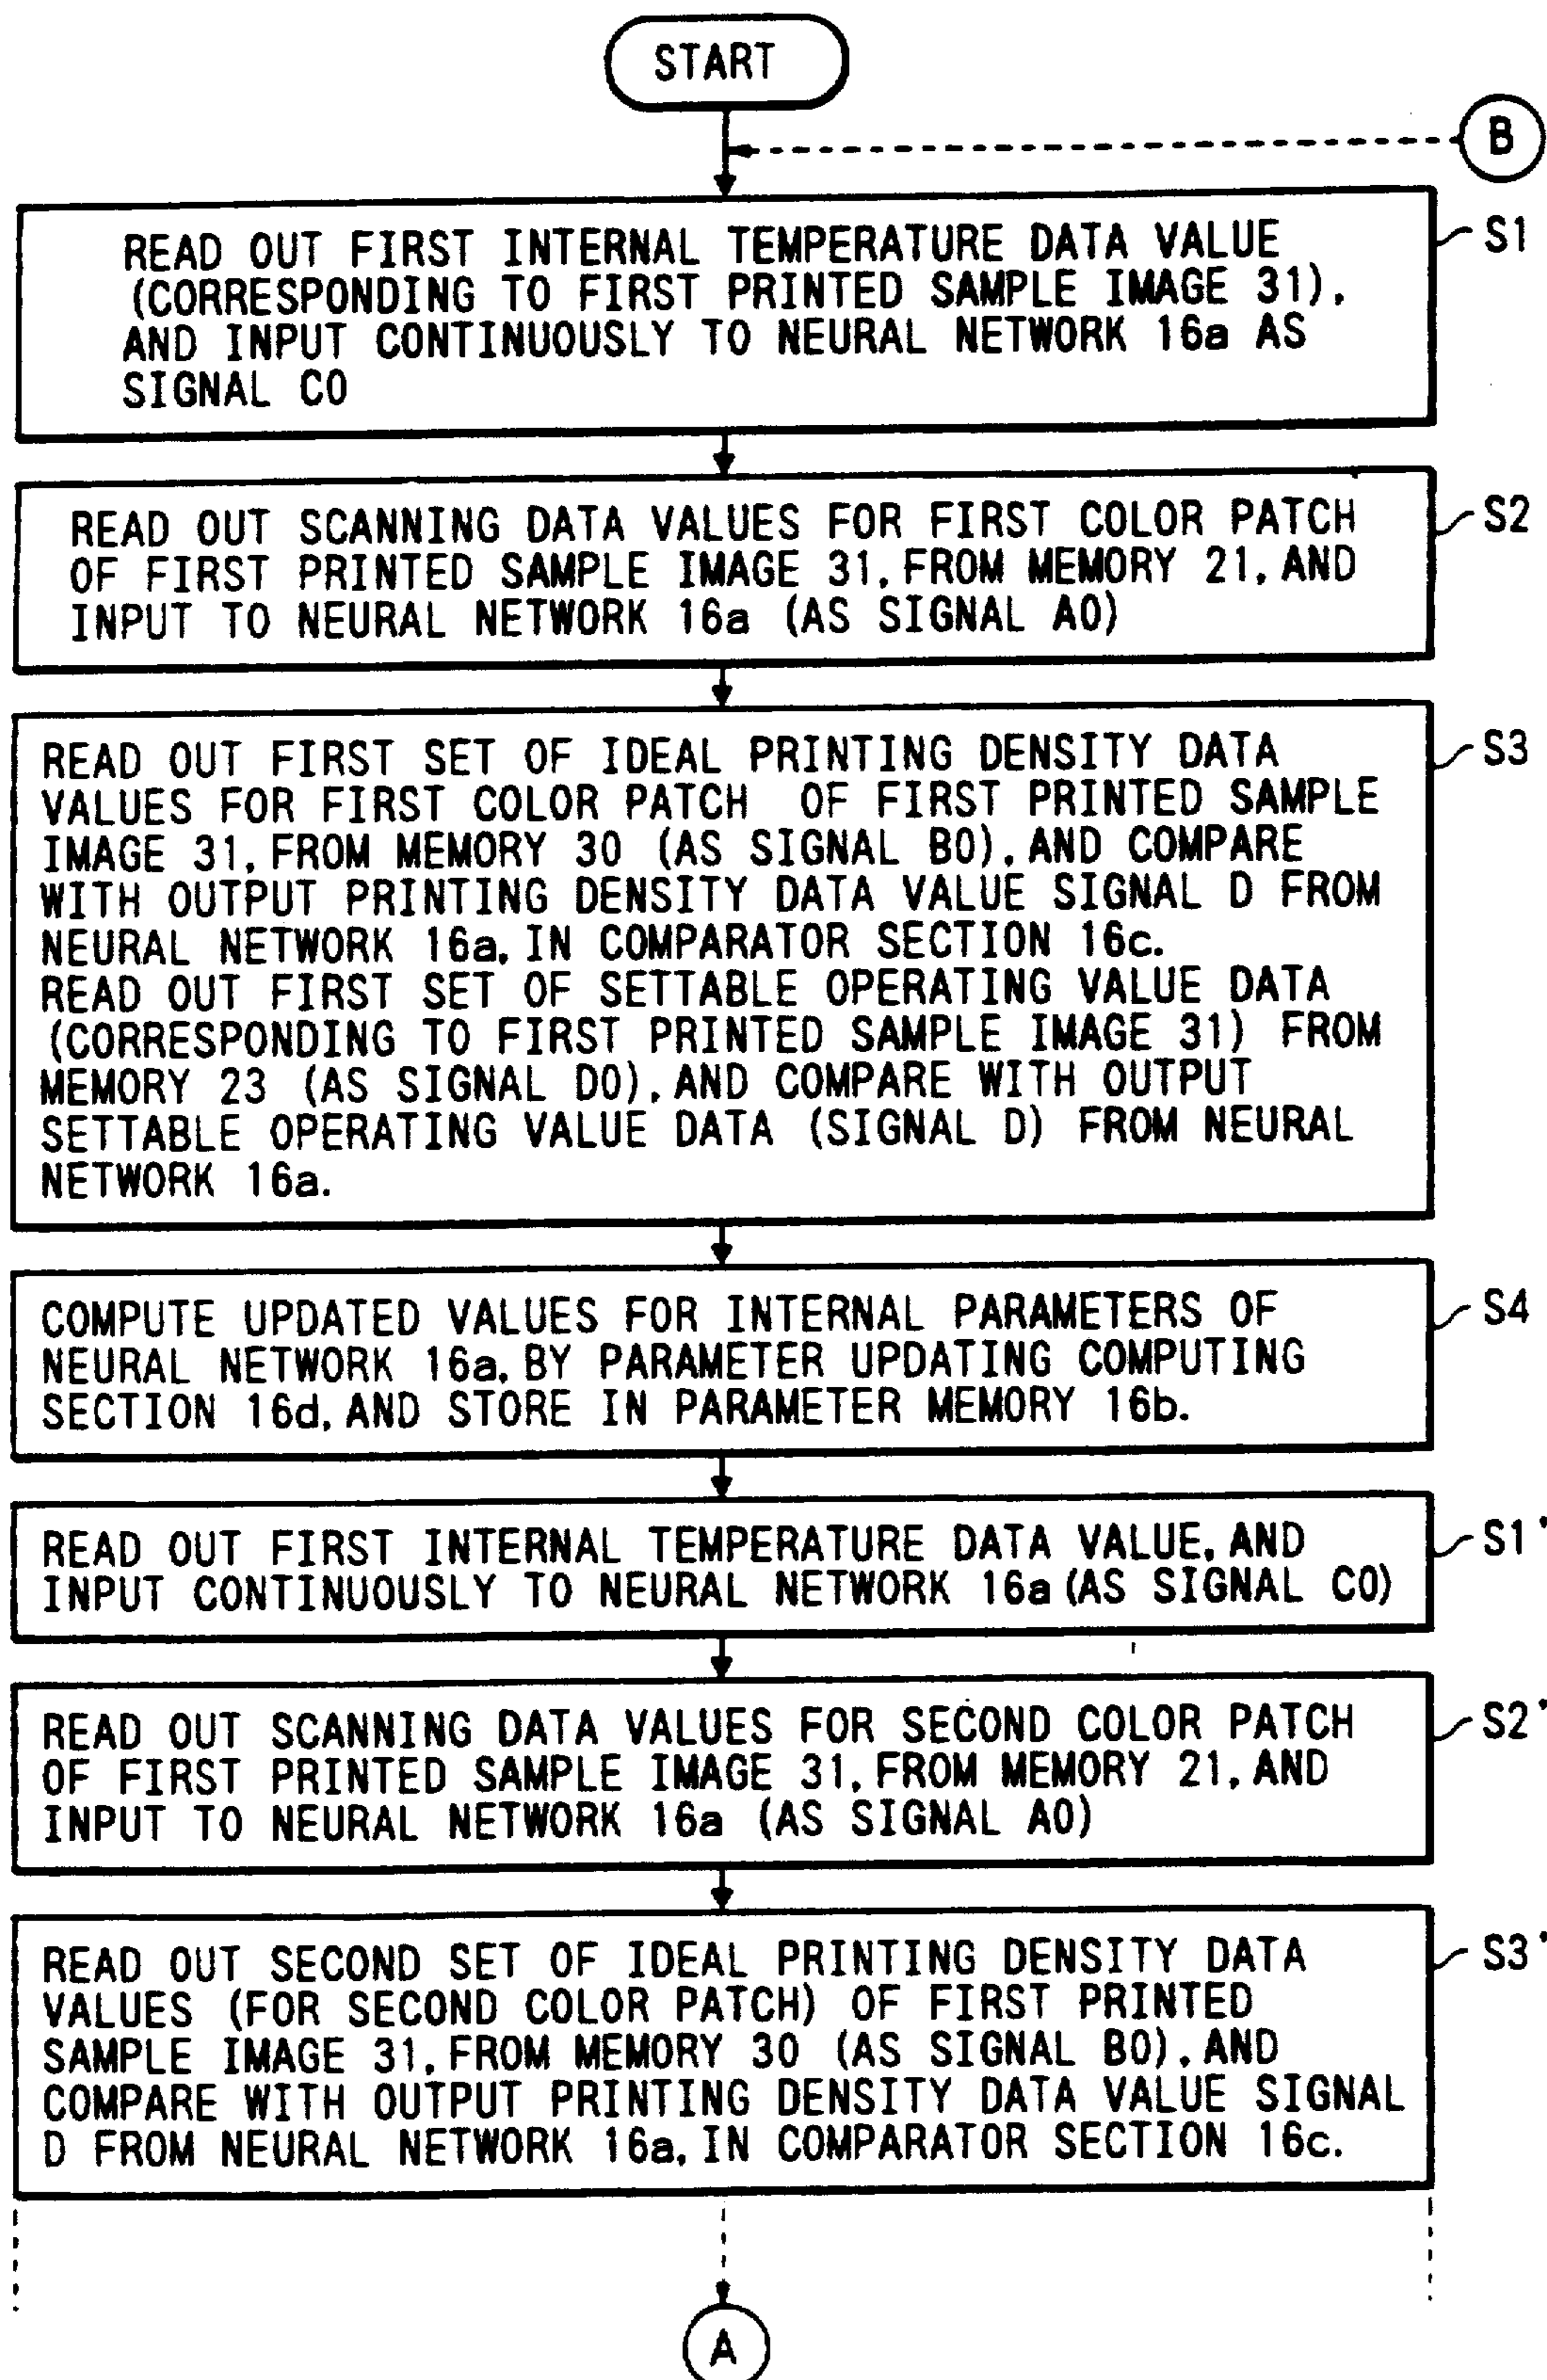 START
B
READ OUT FIRST INTERNAL TEMPERATURE DATA VALUE
(CORRESPONDING TO FIRST PRINTED SAMPLE IMAGE 31),
AND INPUT CONTINUOUSLY TO NEURAL NETWORK 16a AS
SIGNAL C0
S1
READ OUT SCANNING DATA VALUES FOR FIRST COLOR PATCH
OF FIRST PRINTED SAMPLE IMAGE 31, FROM MEMORY 21, AND
INPUT TO NEURAL NETWORK 16a (AS SIGNAL A0)
S2
READ OUT FIRST SET OF IDEAL PRINTING DENSITY DATA
VALUES FOR FIRST COLOR PATCH OF FIRST PRINTED SAMPLE
IMAGE 31, FROM MEMORY 30 (AS SIGNAL B0), AND COMPARE
WITH OUTPUT PRINTING DENSITY DATA VALUE SIGNAL D FROM
NEURAL NETWORK 16a, IN COMPARATOR SECTION 16c.
READ OUT FIRST SET OF SETTABLE OPERATING VALUE DATA
(CORRESPONDING TO FIRST PRINTED SAMPLE IMAGE 31) FROM
MEMORY 23 (AS SIGNAL D0), AND COMPARE WITH OUTPUT
SETTABLE OPERATING VALUE DATA (SIGNAL D) FROM NEURAL
NETWORK 16a.
S3
COMPUTE UPDATED VALUES FOR INTERNAL PARAMETERS OF
NEURAL NETWORK 16a, BY PARAMETER UPDATING COMPUTING
SECTION 16d, AND STORE IN PARAMETER MEMORY 16b.
S4
READ OUT FIRST INTERNAL TEMPERATURE DATA VALUE, AND
INPUT CONTINUOUSLY TO NEURAL NETWORK 16a (AS SIGNAL C0)
S1'
READ OUT SCANNING DATA VALUES FOR SECOND COLOR PATCH
OF FIRST PRINTED SAMPLE IMAGE 31, FROM MEMORY 21, AND
INPUT TO NEURAL NETWORK 16a (AS SIGNAL A0)
S2'
READ OUT SECOND SET OF IDEAL PRINTING DENSITY DATA
VALUES (FOR SECOND COLOR PATCH) OF FIRST PRINTED
SAMPLE IMAGE 31, FROM MEMORY 30 (AS SIGNAL B0), AND
COMPARE WITH OUTPUT PRINTING DENSITY DATA VALUE SIGNAL
D FROM NEURAL NETWORK 16a, IN COMPARATOR SECTION 16c.
S3'
A